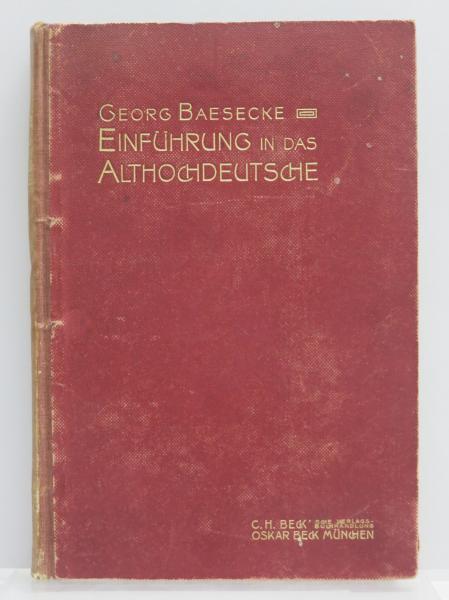 GEORG BAESECKE
EINFÜHRUNG IN DAS
ALTHOCHDEUTSCHE
C. H. BECK'SCHE VERLAGS-
BUCHHANDLUNG
OSKAR BECK MÜNCHEN